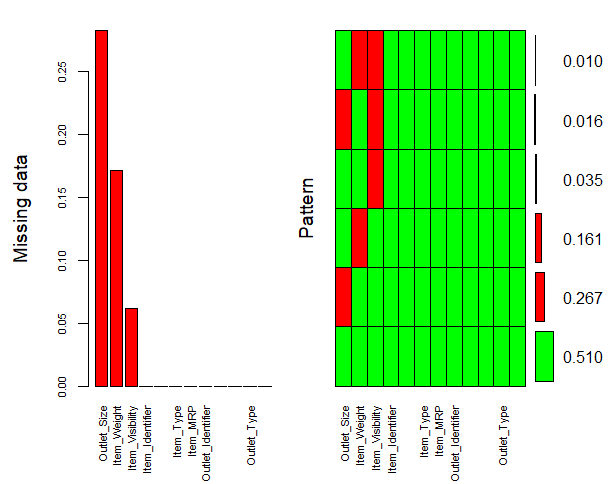 Missing data
0.00
0.05
0.10
0.15
0.20
0.25
Outlet_Size
Item_Weight
Item_Visibility
Item_Identifier
Item_Type
Item_MRP
Outlet_Identifier
Outlet_Type
Pattern
Outlet_Size
Item_Weight
Item_Visibility
Item_Identifier
Item_Type
Item_MRP
Outlet_Identifier
Outlet_Type
0.010
0.016
0.035
0.161
0.267
0.510